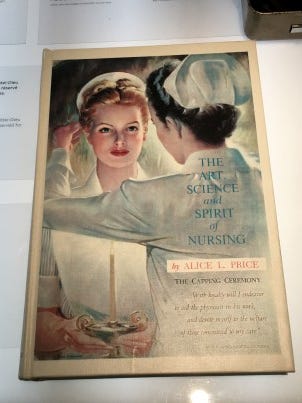 THE
ART
SCIENCE
and
SPIRIT
of
NURSING
by ALICE L. PRICE
THE CAPPING CEREMONY
With loyalty will I endeavor
to aid the physician in his work,
and devote myself to the welfare
of those committed to my care